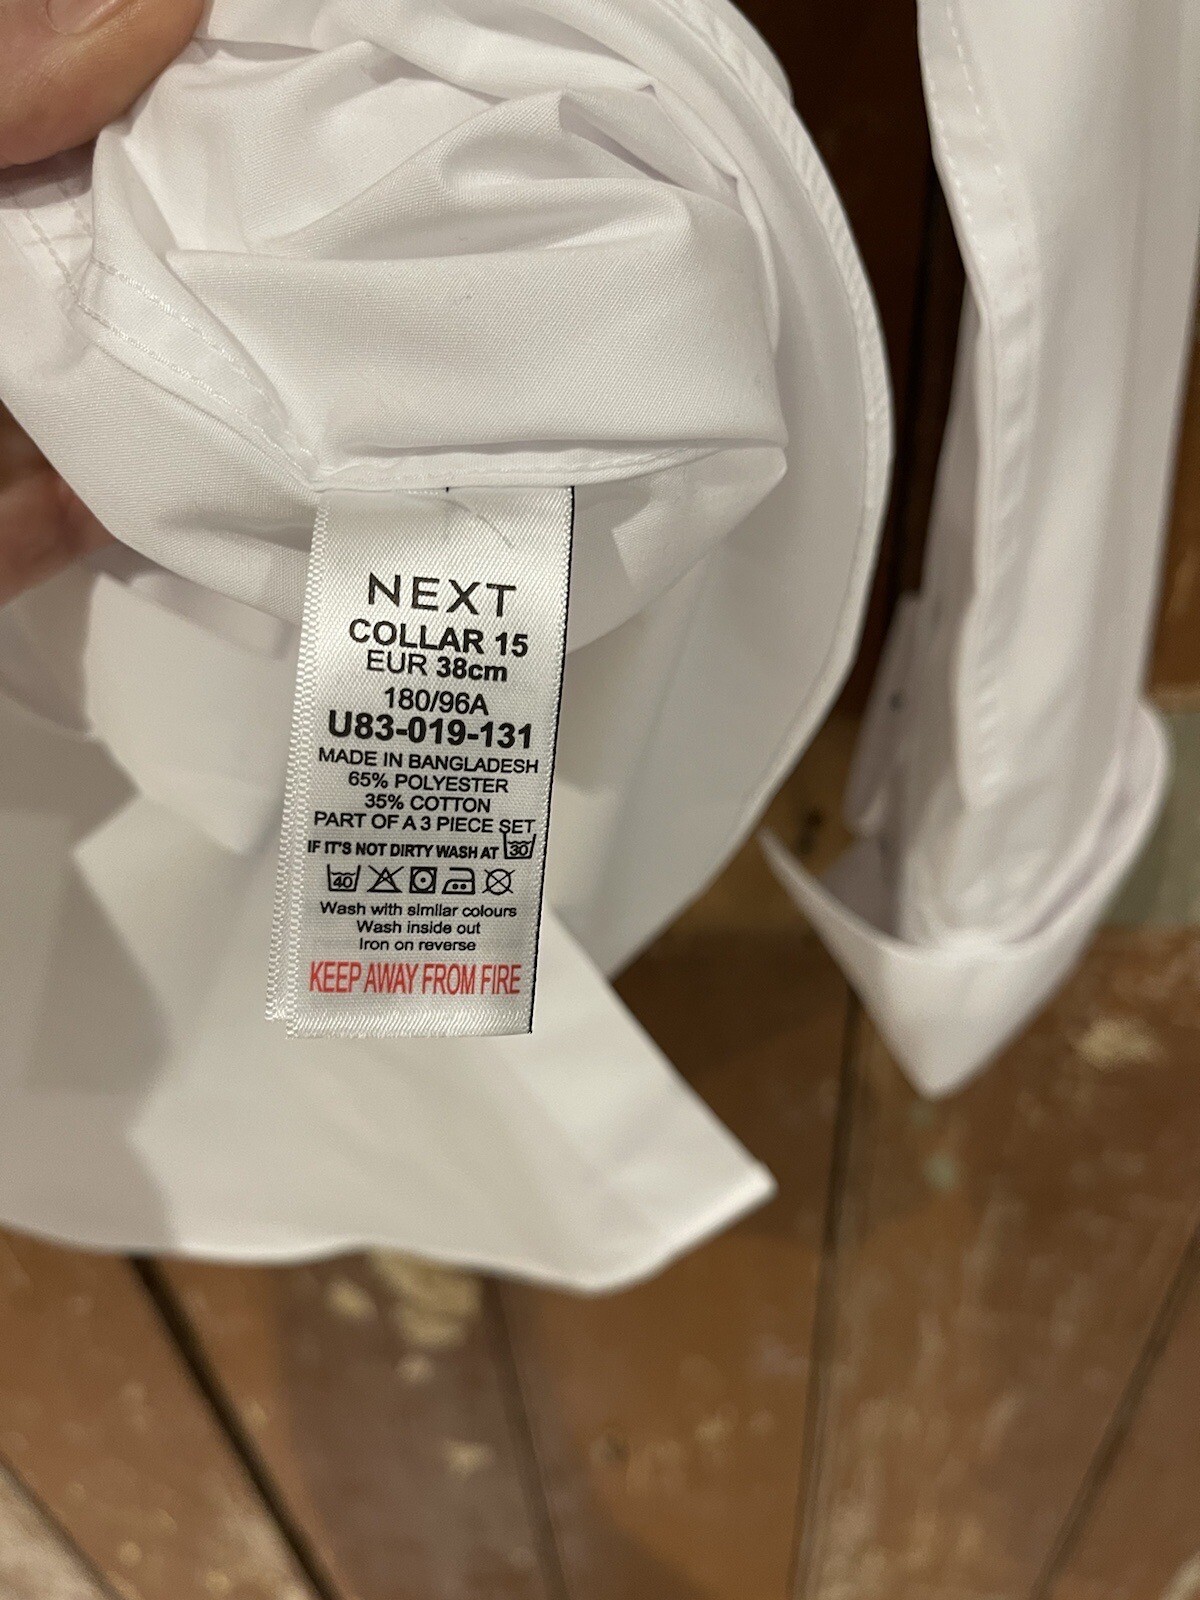 NEXT
COLLAR 15
EUR 38cm
180/96A
U83-019-131
MADE IN BANGLADESH
65% POLYESTER
35% COTTON
PART OF A 3 PIECE SET
IF IT'S NOT DIRTY WASH AT 30
40
Wash with similar colours
Wash inside out
Iron on reverse
KEEP AWAY FROM FIRE